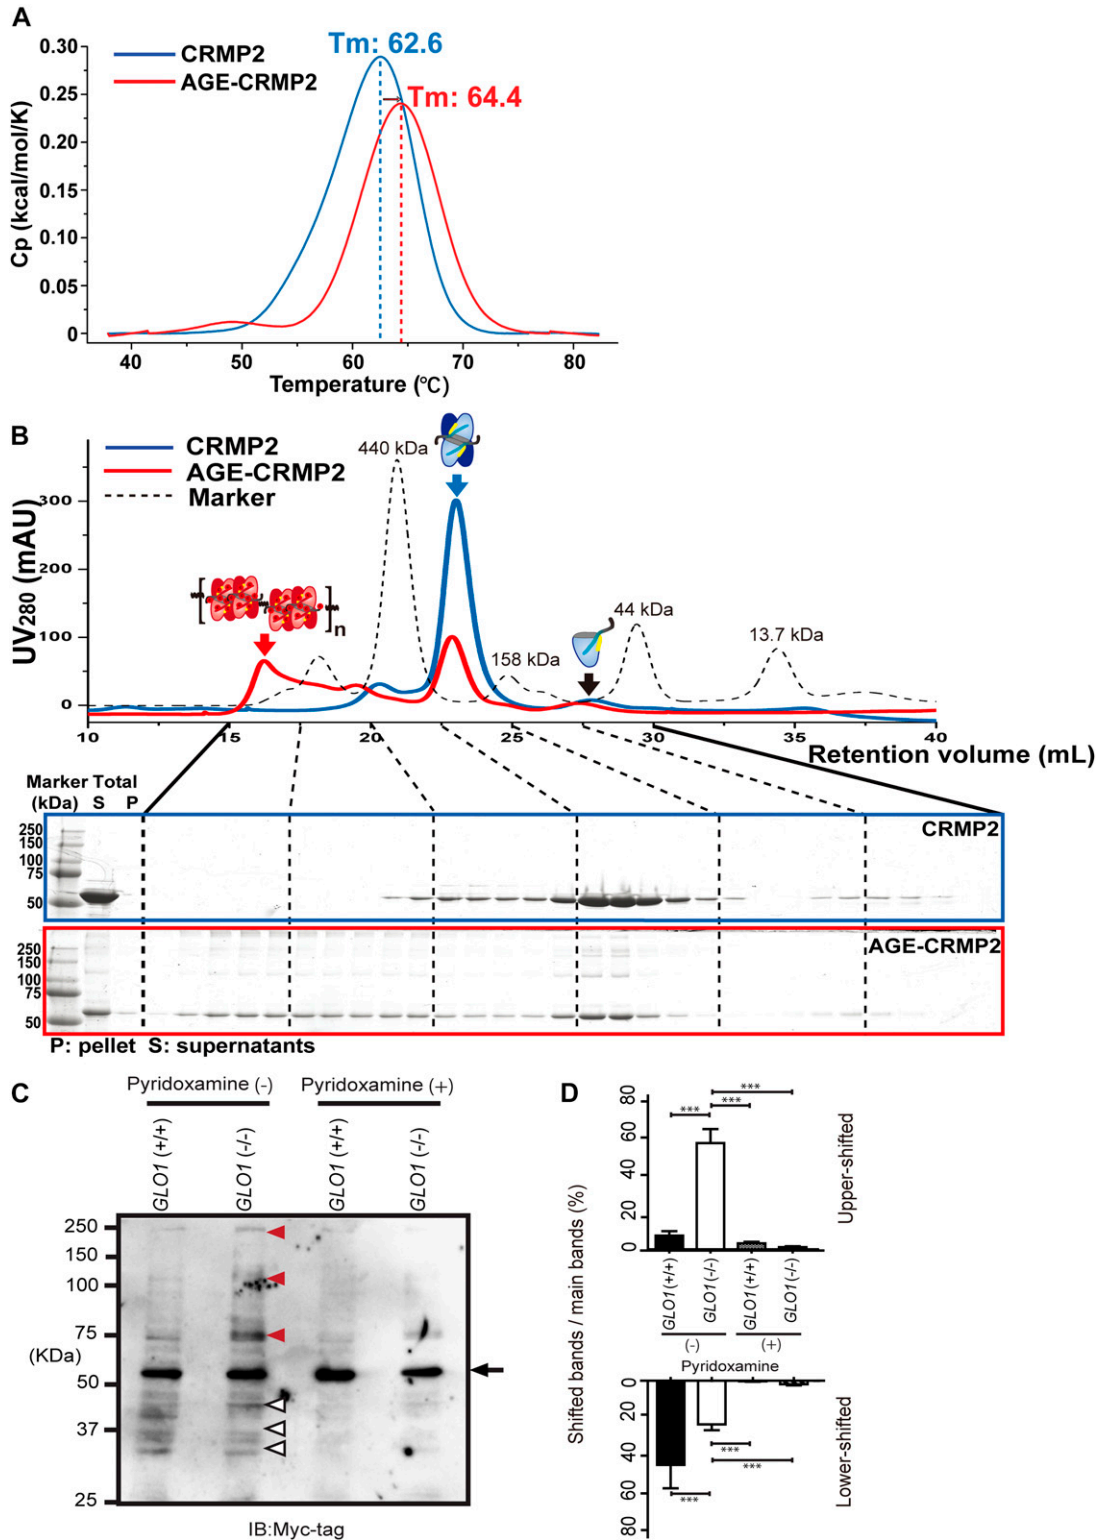 A
0.30
0.25
0.20
0.15
0.10
0.05
0
Cp (kcal/mol/K)
CRMP2
AGE-CRMP2
Tm: 62.6
Tm: 64.4
40 50 60 70 80
Temperature (℃)
B
CRMP2
AGE-CRMP2
Marker
440 kDa
158 kDa
44 kDa
13.7 kDa
n
UV280 (mAU)
300
200
100
0
10 15 20 25 30 35 40
Retention volume (mL)
Marker Total
(kDa) S P
250
150
100
75
50
CRMP2
250
150
100
75
50
AGE-CRMP2
P: pellet S: supernatants
C
Pyridoxamine (-) Pyridoxamine (+)
GLO1 (+/+)
GLO1 (-/-)
GLO1 (+/+)
GLO1 (-/-)
250
150
100
75
(KDa)
50
37
25
IB:Myc-tag
D
Shifted bands / main bands (%)
80
60
40
20
0
***
***
***
Upper-shifted
GLO1 (+/+)
GLO1 (-/-)
GLO1 (+/+)
GLO1 (-/-)
(-) (+)
Pyridoxamine
0
20
40
60
80
***
***
***
Lower-shifted